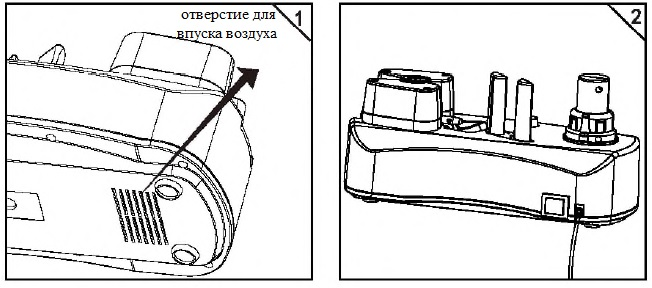 отверстие для
впуска воздуха
1
2